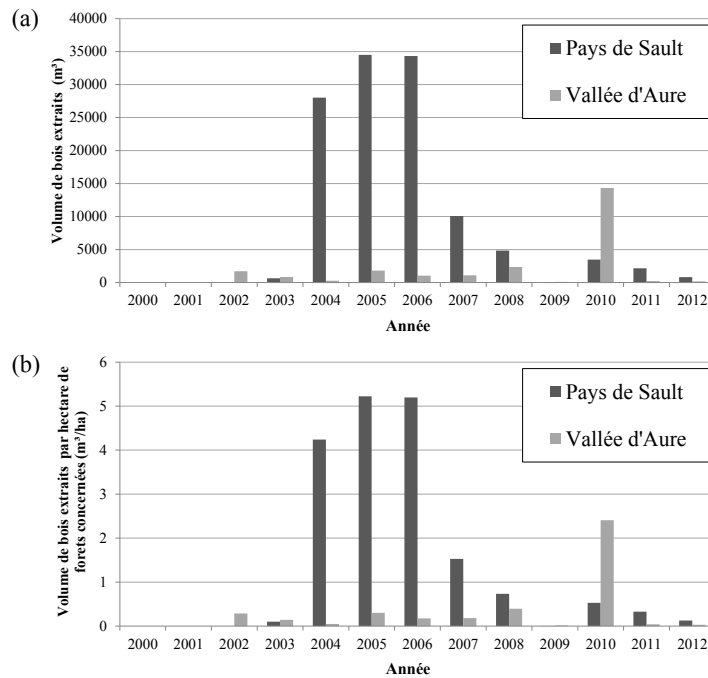 (a)
Volume de bois extraits (m³)
40000
35000
30000
25000
20000
15000
10000
5000
0
Pays de Sault
Vallée d'Aure
2000 2001 2002 2003 2004 2005 2006 2007 2008 2009 2010 2011 2012
Année
(b)
Volume de bois extraits par hectare de
forets concernées (m³/ha)
6
5
4
3
2
1
0
Pays de Sault
Vallée d'Aure
2000 2001 2002 2003 2004 2005 2006 2007 2008 2009 2010 2011 2012
Année